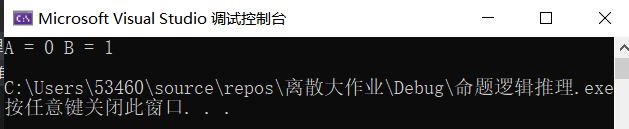 Microsoft Visual Studio 调试控制台
A = 0 B = 1
C:\Users\53460\source\repos\离散大作业\Debug\命题逻辑推理.exe
按任意键关闭此窗口. . .